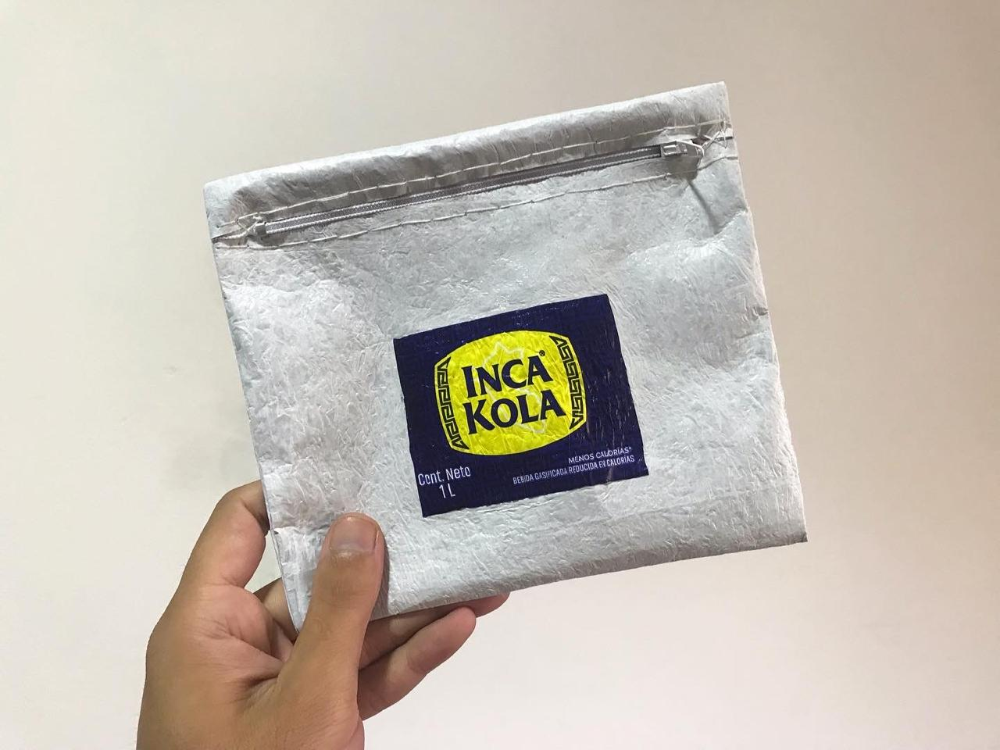 INCA®
KOLA
MENOS CALORÍAS*
BEBIDA GASIFICADA REDUCIDA EN CALORÍAS
Cont. Neto
1 L